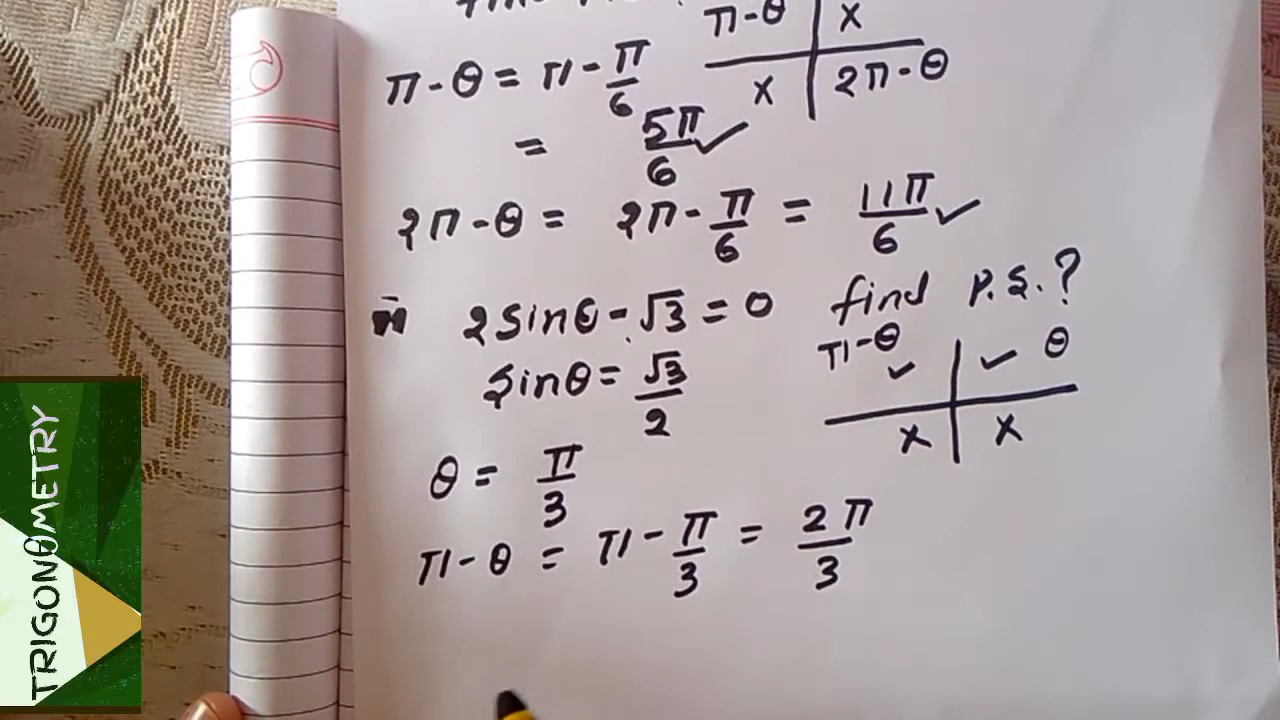 π-θ | x
π-θ = π - π/6
x | 2π-θ
= 5π/6 ✓
2π-θ = 2π - π/6 = 11π/6 ✓
2sinθ-√3 = 0 find P.S.?
sinθ = √3/2
π-θ ✓ | ✓ θ
x | x
θ = π/3
π-θ = π - π/3 = 2π/3
TRIGONOMETRY